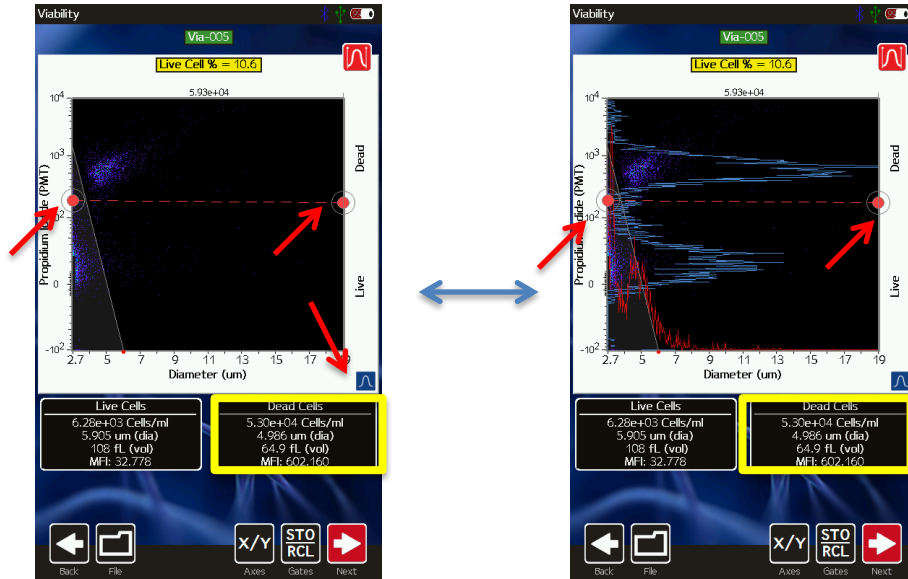 Viability
Via-005
Live Cell % = 10.6
5.93e+04
10⁴
10³
10²
0
-10²
Propidium Iodide (PMT)
Dead
Live
2.7 5 7 9 11 13 15 17 19
Diameter (um)
Live Cells
6.28e+03 Cells/ml
5.905 um (dia)
108 fL (vol)
MFI: 32.778
Dead Cells
5.30e+04 Cells/ml
4.986 um (dia)
64.9 fL (vol)
MFI: 602.160
X/Y
STO
RCL
Back File Axes Gates Next
Viability
Via-005
Live Cell % = 10.6
5.93e+04
10⁴
10³
10²
0
-10²
Propidium Iodide (PMT)
Dead
Live
2.7 5 7 9 11 13 15 17 19
Diameter (um)
Live Cells
6.28e+03 Cells/ml
5.905 um (dia)
108 fL (vol)
MFI: 32.778
Dead Cells
5.30e+04 Cells/ml
4.986 um (dia)
64.9 fL (vol)
MFI: 602.160
X/Y
STO
RCL
Back File Axes Gates Next